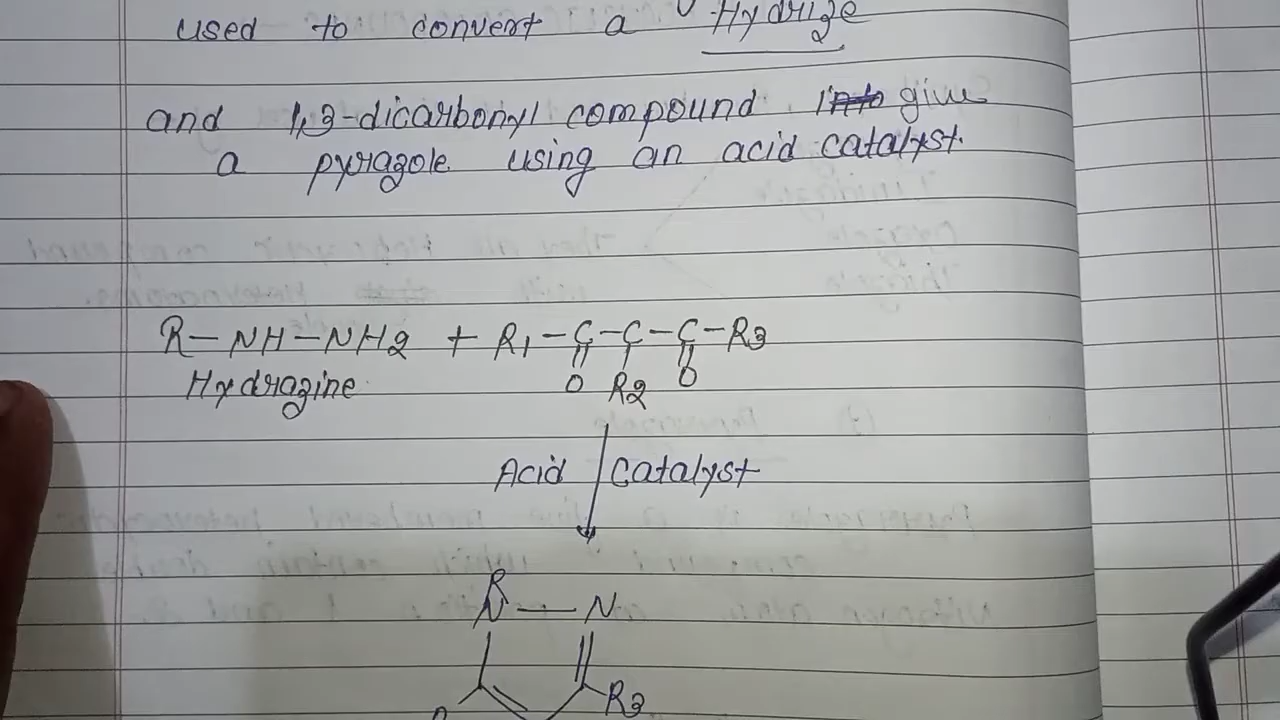 used to convert a Hydrize
and 1,3-dicarbonyl compound give
a pyrazole using an acid catalyst.
R-NH-NH2 + R1-C-C-C-R3
Hydrazine
O R2 O
Acid Catalyst
R
N-N
R3